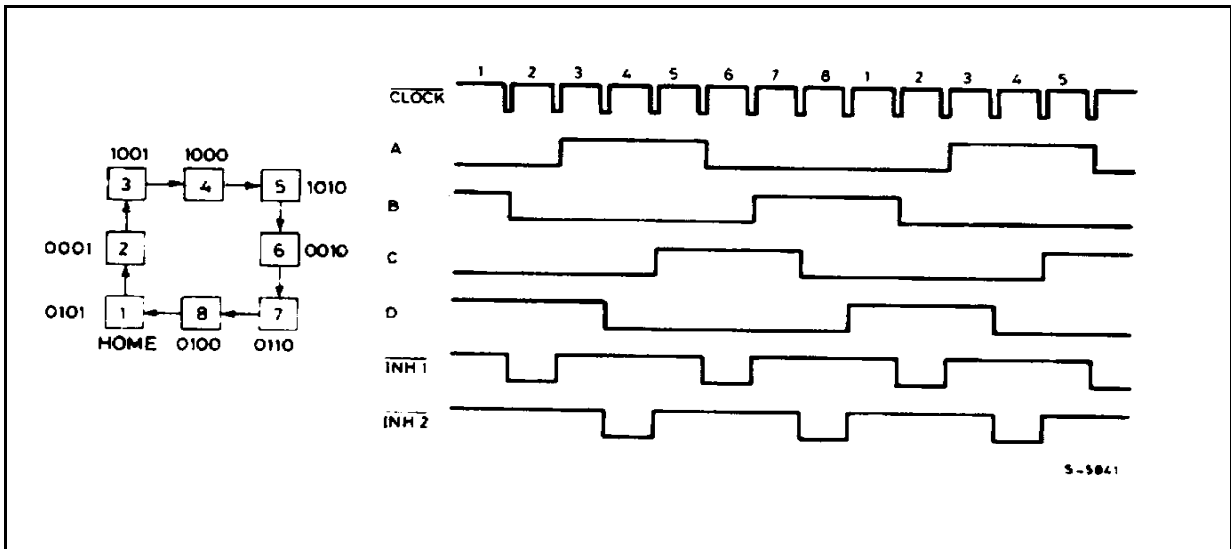 1001 1000
3 4 5 1010
0001 2 6 0010
0101 1 8 7
HOME 0100 0110
1 2 3 4 5 6 7 8 1 2 3 4 5
CLOCK
A
B
C
D
INH 1
INH 2
S-5841